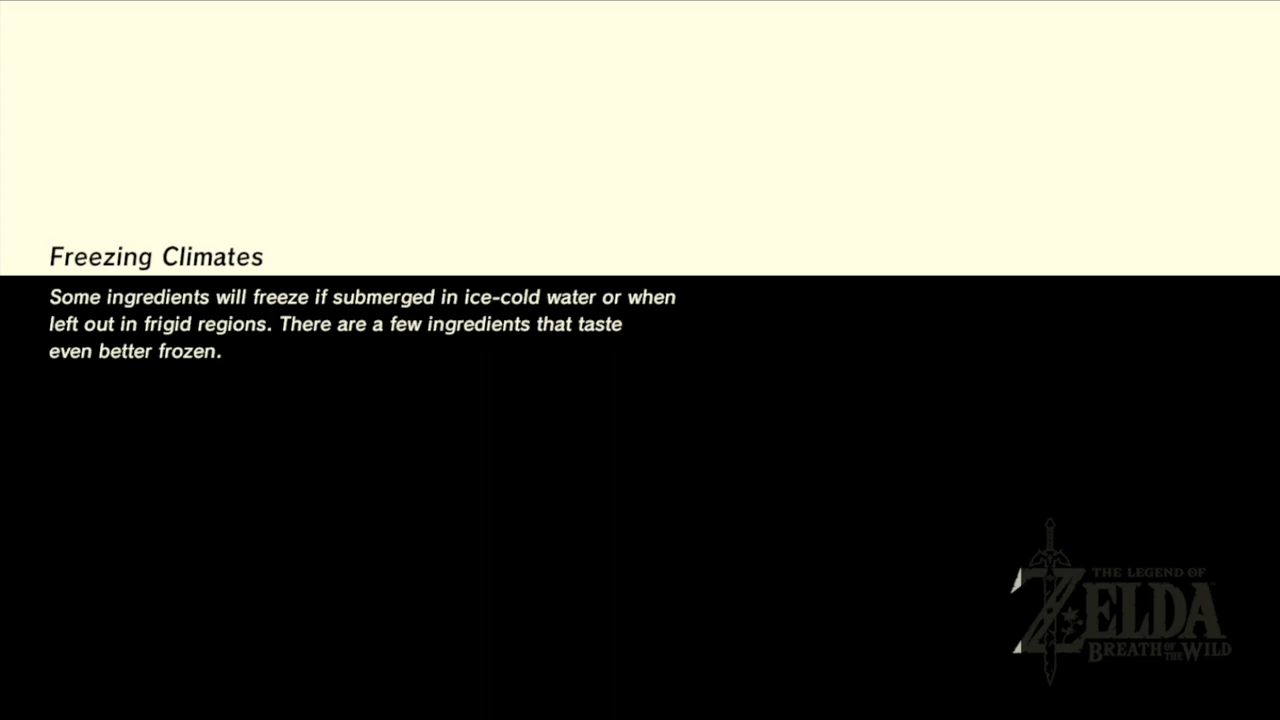 Freezing Climates
Some ingredients will freeze if submerged in ice-cold water or when
left out in frigid regions. There are a few ingredients that taste
even better frozen.
THE LEGEND OF
ZELDA
BREATH OF THE WILD